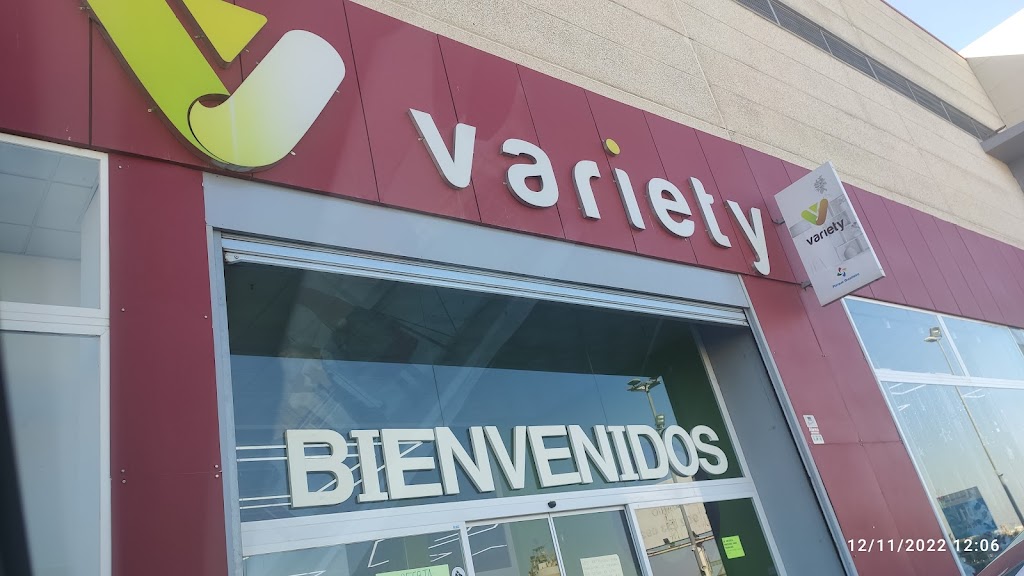 variety
variety
BIENVENIDOS
12/11/2022 12:06